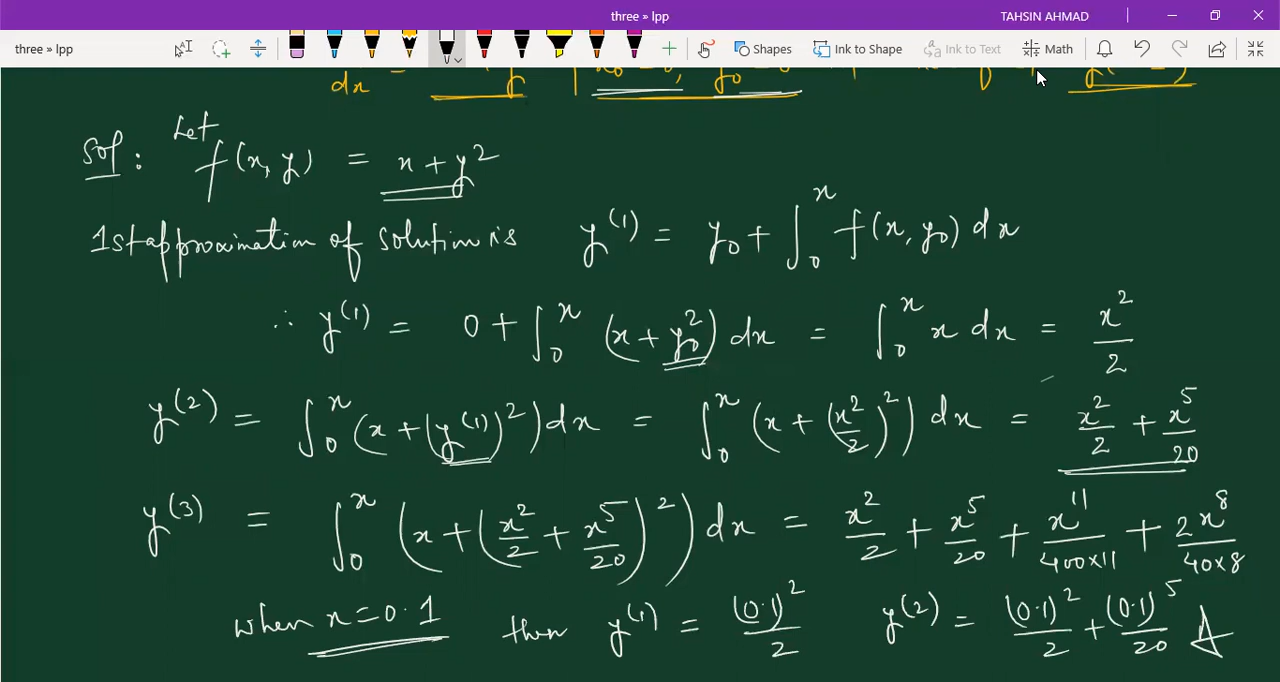 three » lpp
TAHSIN AHMAD
three » lpp Shapes Ink to Shape Ink to Text Math
dx =
Sol : Let f(x, y) = x + y²
1st approximation of solution is y⁽¹⁾ = y₀ + ∫₀ˣ f(x, y₀) dx
∴ y⁽¹⁾ = 0 + ∫₀ˣ (x + y₀²) dx = ∫₀ˣ x dx = x²/2
y⁽²⁾ = ∫₀ˣ (x + (y⁽¹⁾)²) dx = ∫₀ˣ (x + (x²/2)²) dx = x²/2 + x⁵/20
y⁽³⁾ = ∫₀ˣ (x + (x²/2 + x⁵/20)²) dx = x²/2 + x⁵/20 + x¹¹/400×11 + 2x⁸/40×8
when x = 0.1 then y⁽¹⁾ = (0.1)²/2 y⁽²⁾ = (0.1)²/2 + (0.1)⁵/20